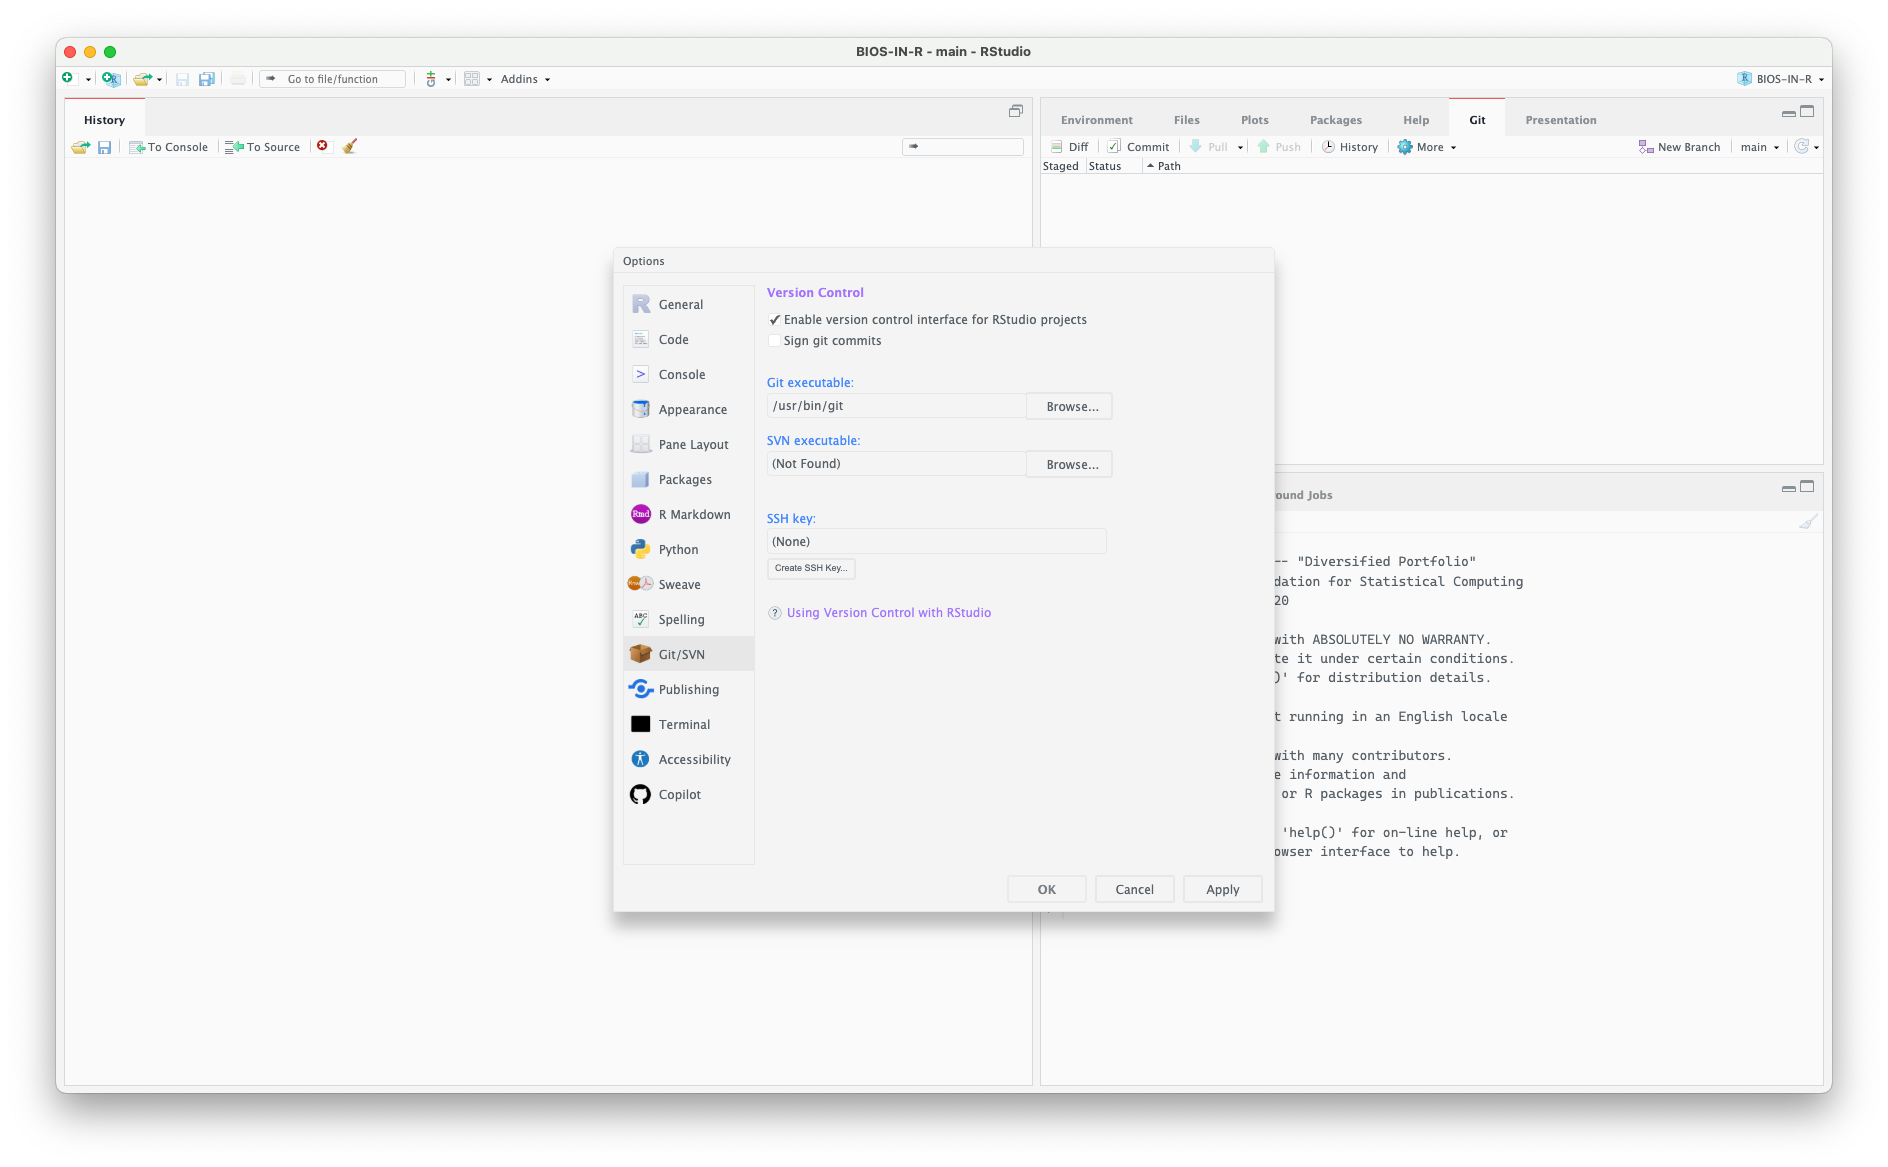 BIOS-IN-R - main - RStudio
Go to file/function
Addins
BIOS-IN-R
History
To Console
To Source
Environment
Files
Plots
Packages
Help
Git
Presentation
Diff
Commit
Pull
Push
History
More
New Branch
main
Staged
Status
Path
Options
General
Code
Console
Appearance
Pane Layout
Packages
R Markdown
Python
Sweave
Spelling
Git/SVN
Publishing
Terminal
Accessibility
Copilot
Version Control
Enable version control interface for RStudio projects
Sign git commits
Git executable:
/usr/bin/git
Browse...
SVN executable:
(Not Found)
Browse...
SSH key:
(None)
Create SSH Key...
? Using Version Control with RStudio
OK
Cancel
Apply
ound Jobs
-- "Diversified Portfolio"
dation for Statistical Computing
20
with ABSOLUTELY NO WARRANTY.
te it under certain conditions.
)' for distribution details.
t running in an English locale
with many contributors.
e information and
or R packages in publications.
'help()' for on-line help, or
owser interface to help.